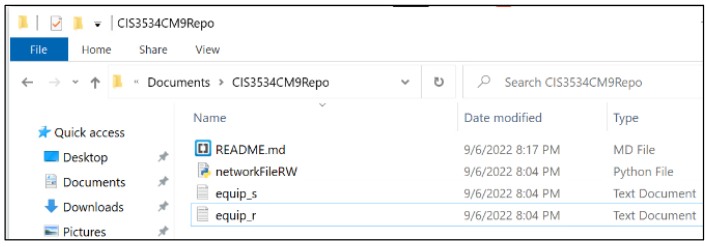 CIS3534CM9Repo
File Home Share View
« Documents > CIS3534CM9Repo Search CIS3534CM9Repo
Name Date modified Type
Quick access
Desktop
Documents
Downloads
Pictures
README.md 9/6/2022 8:17 PM MD File
networkFileRW 9/6/2022 8:04 PM Python File
equip_s 9/6/2022 8:04 PM Text Document
equip_r 9/6/2022 8:04 PM Text Document